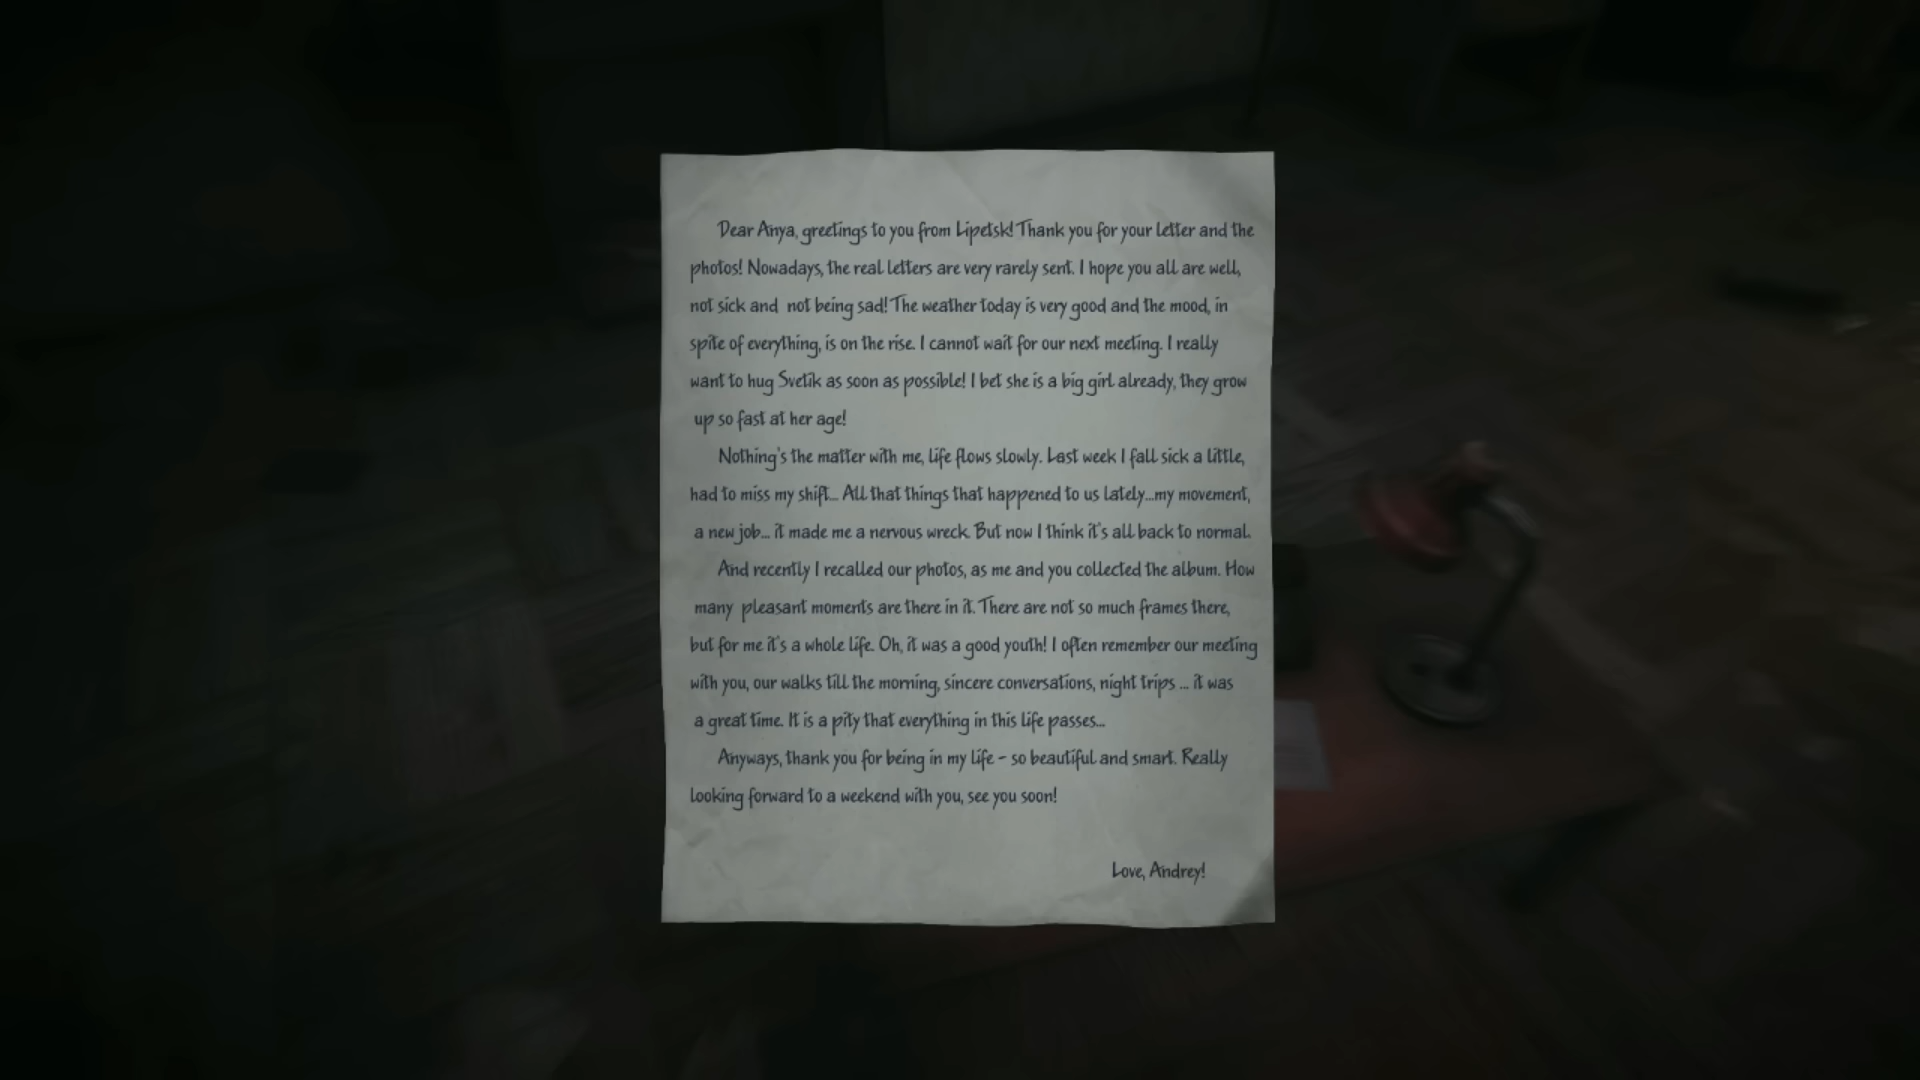 Dear Anya, greetings to you from Lipetsk! Thank you for your letter and the
photos! Nowadays, the real letters are very rarely sent. I hope you all are well,
not sick and not being sad! The weather today is very good and the mood, in
spite of everything, is on the rise. I cannot wait for our next meeting. I really
want to hug Svetik as soon as possible! I bet she is a big girl already, they grow
up so fast at her age!
Nothing's the matter with me, life flows slowly. Last week I fall sick a little,
had to miss my shift... All that things that happened to us lately...my movement,
a new job... it made me a nervous wreck. But now I think it's all back to normal.
And recently I recalled our photos, as me and you collected the album. How
many pleasant moments are there in it. There are not so much frames there,
but for me it's a whole life. Oh, it was a good youth! I often remember our meeting
with you, our walks till the morning, sincere conversations, night trips ... it was
a great time. It is a pity that everything in this life passes...
Anyways, thank you for being in my life - so beautiful and smart. Really
looking forward to a weekend with you, see you soon!
Love, Andrey!